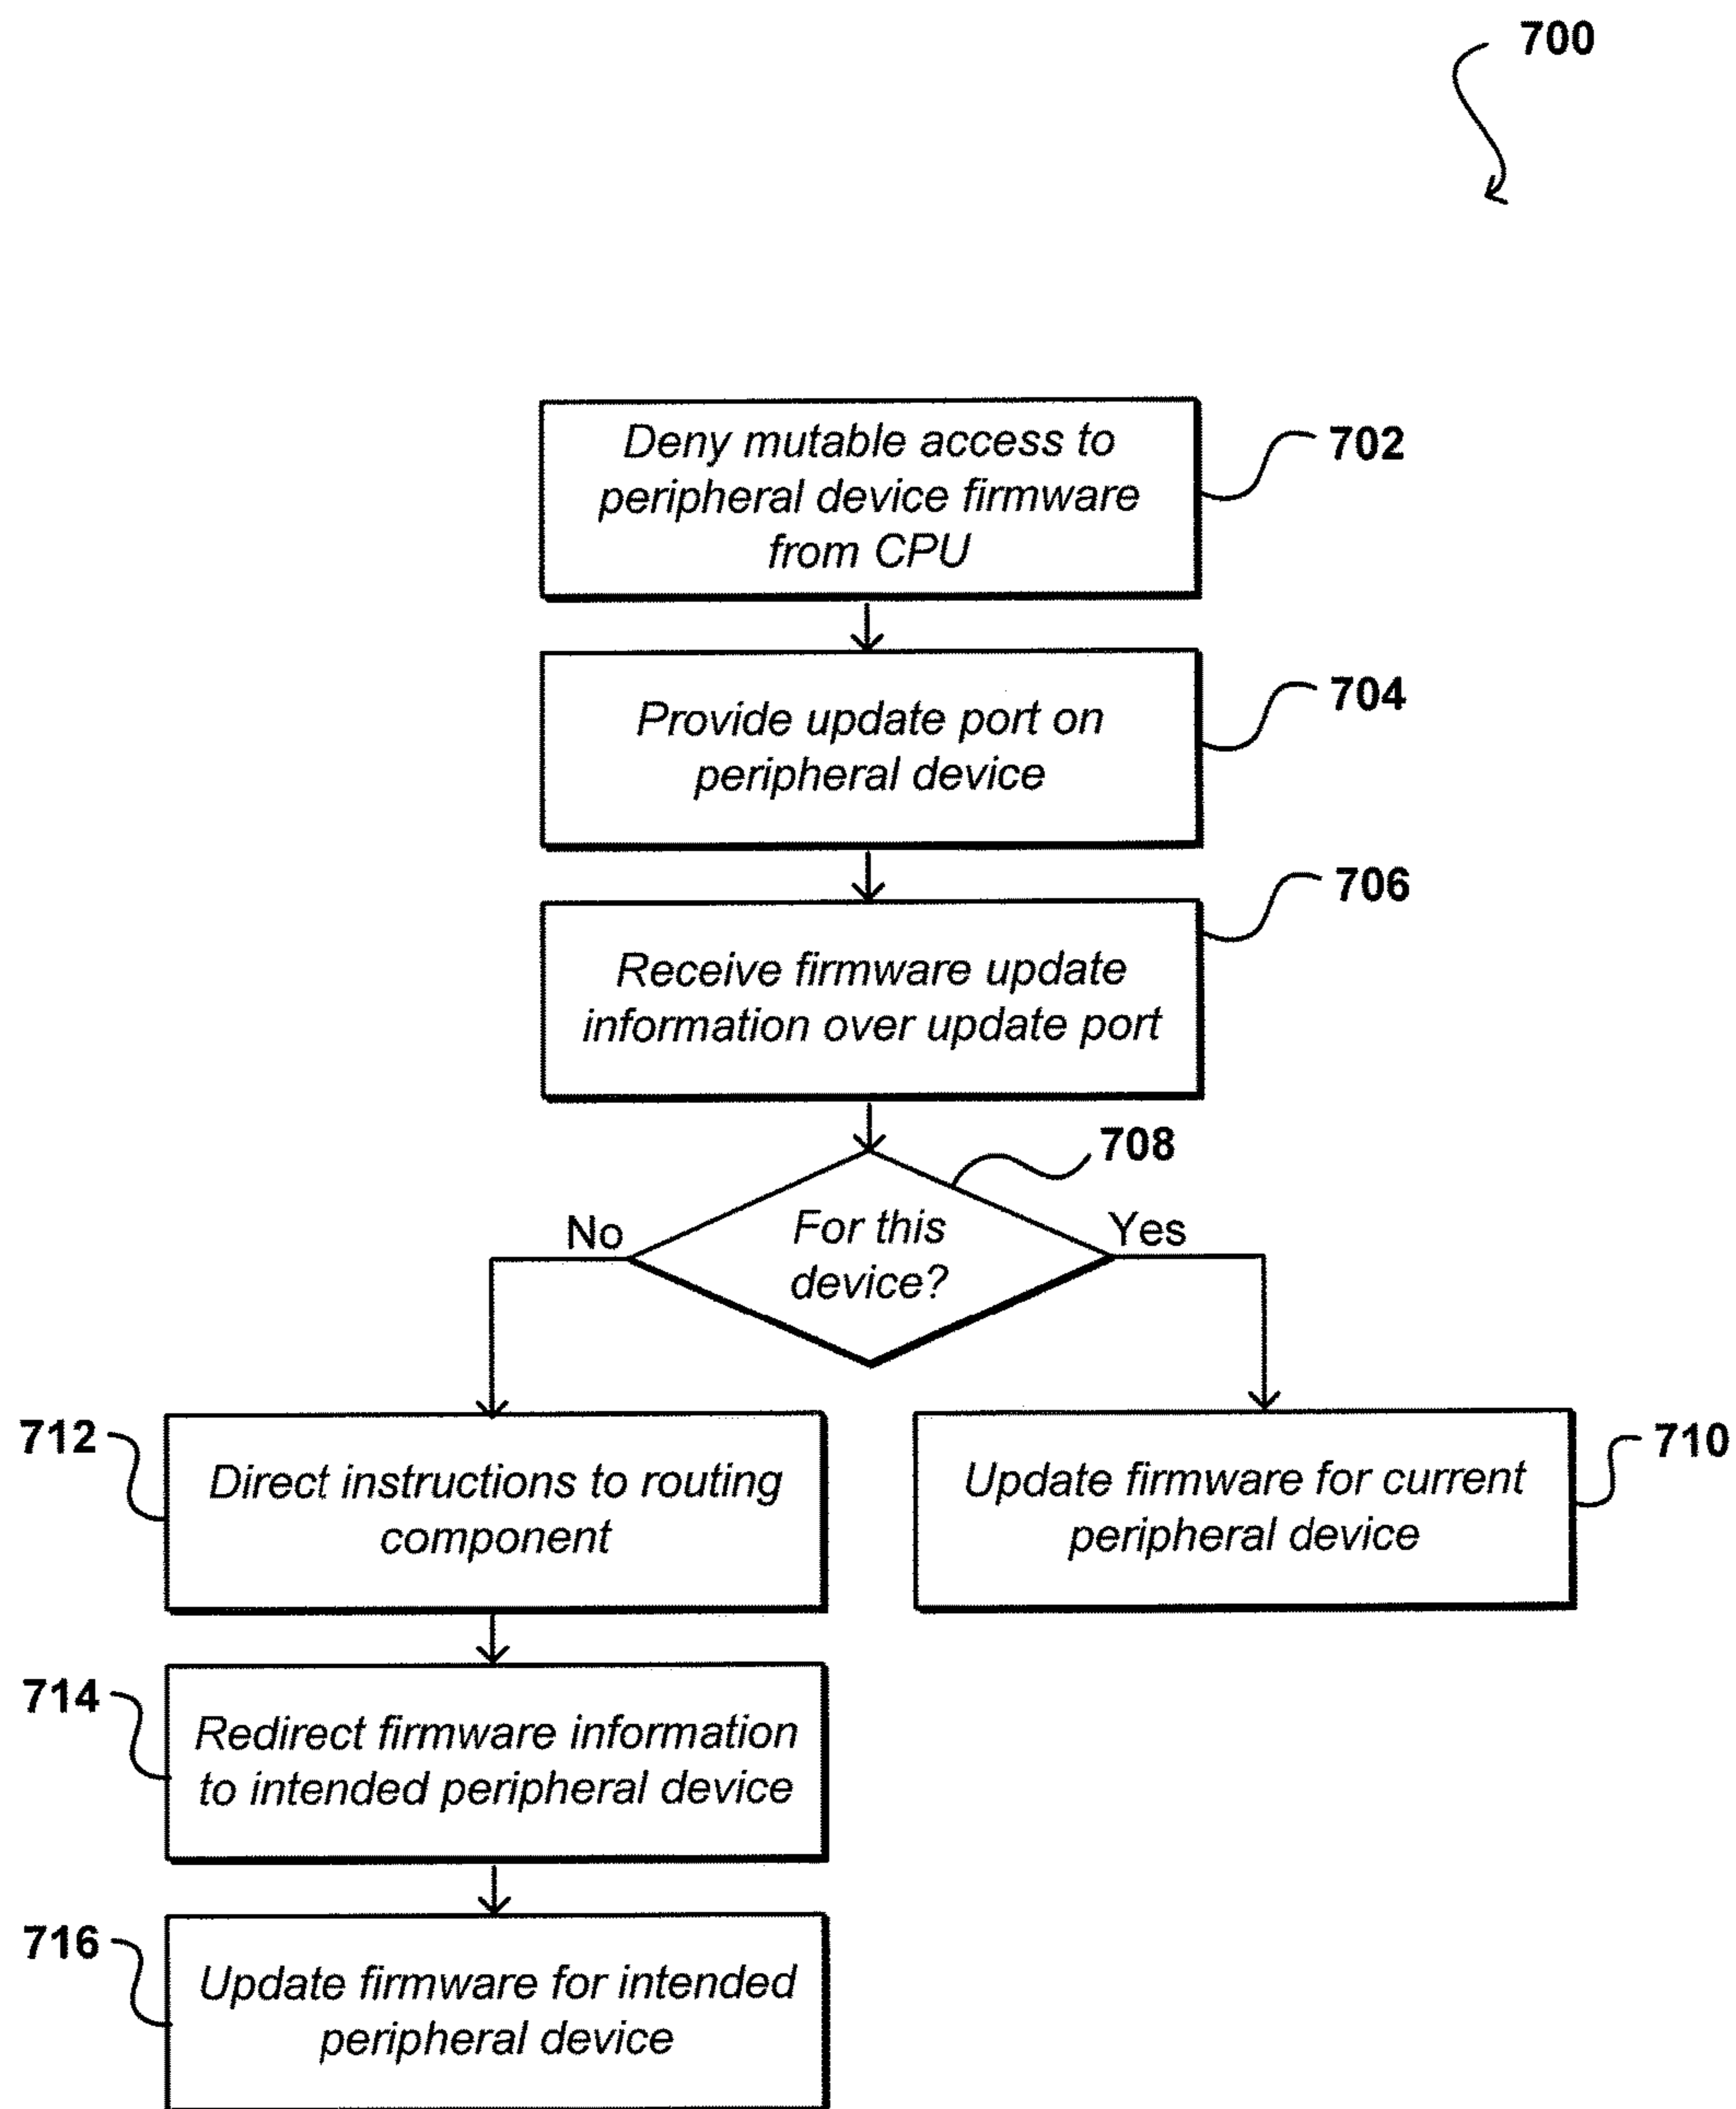 700
Deny mutable access to
peripheral device firmware
from CPU
702
Provide update port on
peripheral device
704
706
Receive firmware update
information over update port
708
No
For this
device?
Yes
712
Direct instructions to routing
component
Update firmware for current
peripheral device
710
714
Redirect firmware information
to intended peripheral device
716
Update firmware for intended
peripheral device